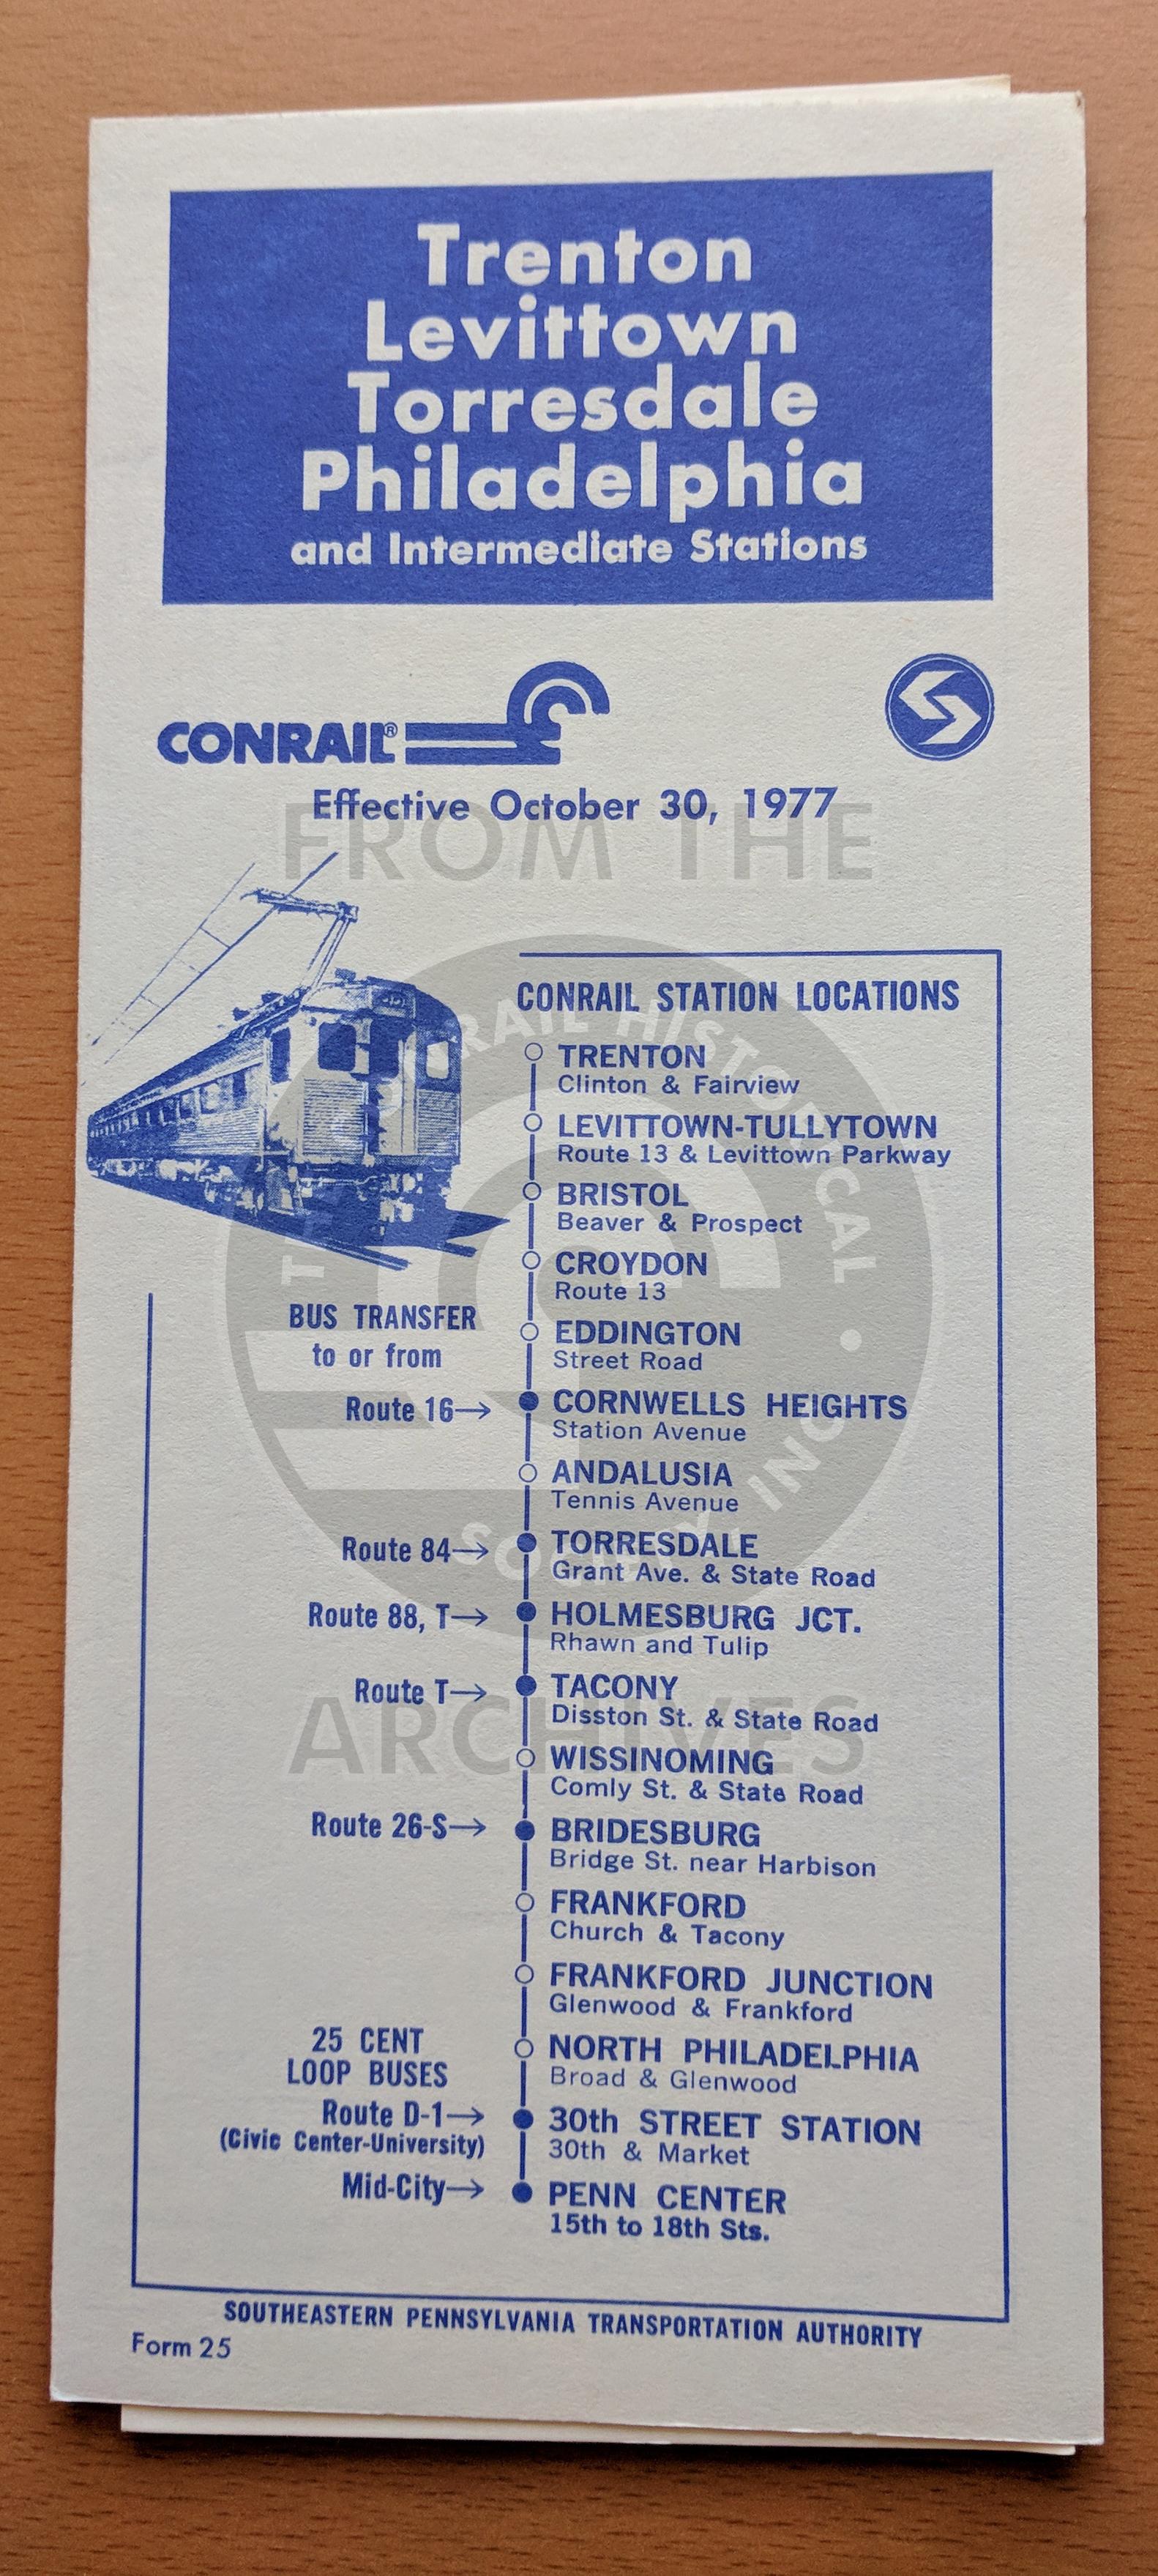 Trenton
Levittown
Torresdale
Philadelphia
and Intermediate Stations
CONRAIL®
Effective October 30, 1977
FROM THE
CONRAIL STATION LOCATIONS
TRENTON
Clinton & Fairview
LEVITTOWN-TULLYTOWN
Route 13 & Levittown Parkway
BRISTOL
Beaver & Prospect
CROYDON
Route 13
BUS TRANSFER
to or from
EDDINGTON
Street Road
Route 16→ CORNWELLS HEIGHTS
Station Avenue
ANDALUSIA
Tennis Avenue
Route 84→ TORRESDALE
Grant Ave. & State Road
Route 88, T→ HOLMESBURG JCT.
Rhawn and Tulip
Route T→ TACONY
Disston St. & State Road
ARCHIVES
WISSINOMING
Comly St. & State Road
Route 26-S→ BRIDESBURG
Bridge St. near Harbison
FRANKFORD
Church & Tacony
FRANKFORD JUNCTION
Glenwood & Frankford
25 CENT
LOOP BUSES
NORTH PHILADELPHIA
Broad & Glenwood
Route D-1→ 30th STREET STATION
(Civic Center-University) 30th & Market
Mid-City→ PENN CENTER
15th to 18th Sts.
SOUTHEASTERN PENNSYLVANIA TRANSPORTATION AUTHORITY
Form 25
THE CONRAIL HISTORICAL SOCIETY, INC.